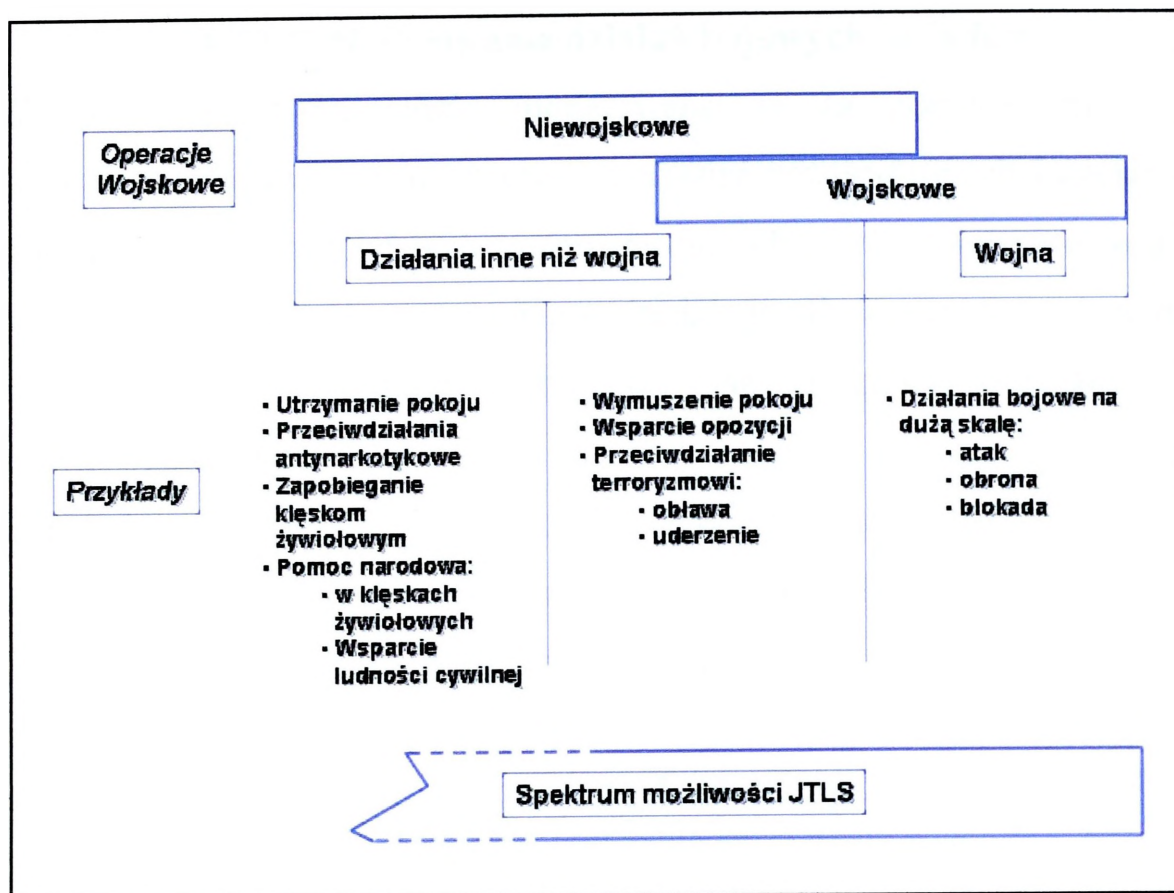 Operacje
Wojskowe
Niewojskowe
Wojskowe
Działania inne niż wojna
Wojna
Przykłady
▪ Utrzymanie pokoju
▪ Przeciwdziałania
antynarkotykowe
▪ Zapobieganie
klęskom
żywiołowym
▪ Pomoc narodowa:
▪ w klęskach
żywiołowych
▪ Wsparcie
ludności cywilnej
▪ Wymuszenie pokoju
▪ Wsparcie opozycji
▪ Przeciwdziałanie
terroryzmowi:
▪ obława
▪ uderzenie
▪ Działania bojowe na
dużą skalę:
▪ atak
▪ obrona
▪ blokada
Spektrum możliwości JTLS